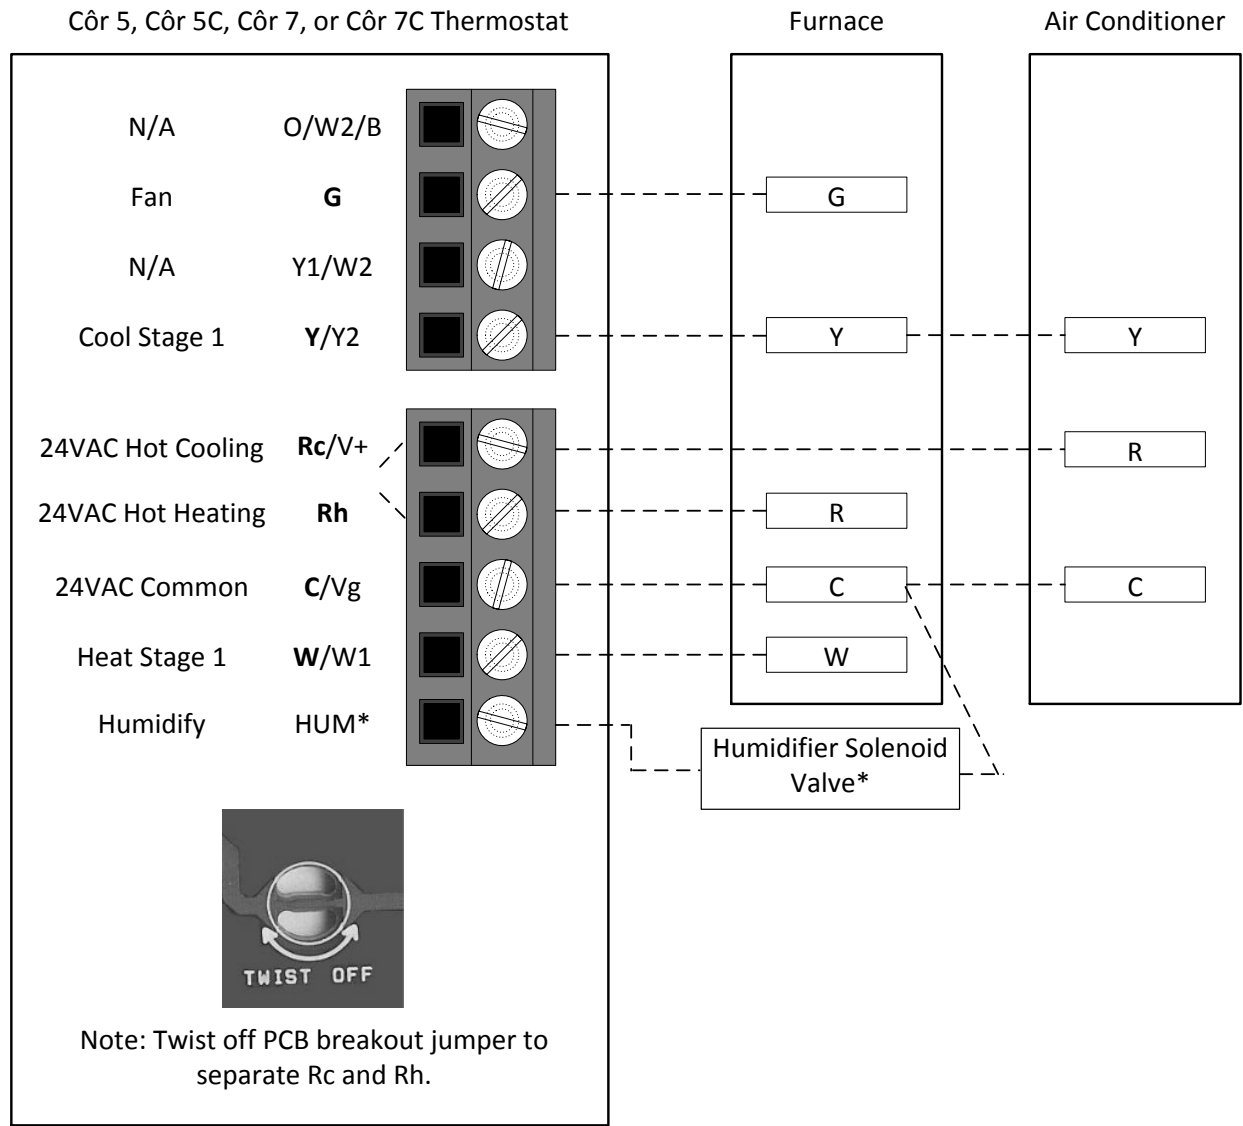 Côr 5, Côr 5C, Côr 7, or Côr 7C Thermostat
Furnace
Air Conditioner
N/A O/W2/B
Fan G
G
N/A Y1/W2
Cool Stage 1 Y/Y2
Y
Y
24VAC Hot Cooling Rc/V+
R
24VAC Hot Heating Rh
R
24VAC Common C/Vg
C
C
Heat Stage 1 W/W1
W
Humidify HUM*
Humidifier Solenoid
Valve*
TWIST OFF
Note: Twist off PCB breakout jumper to
separate Rc and Rh.